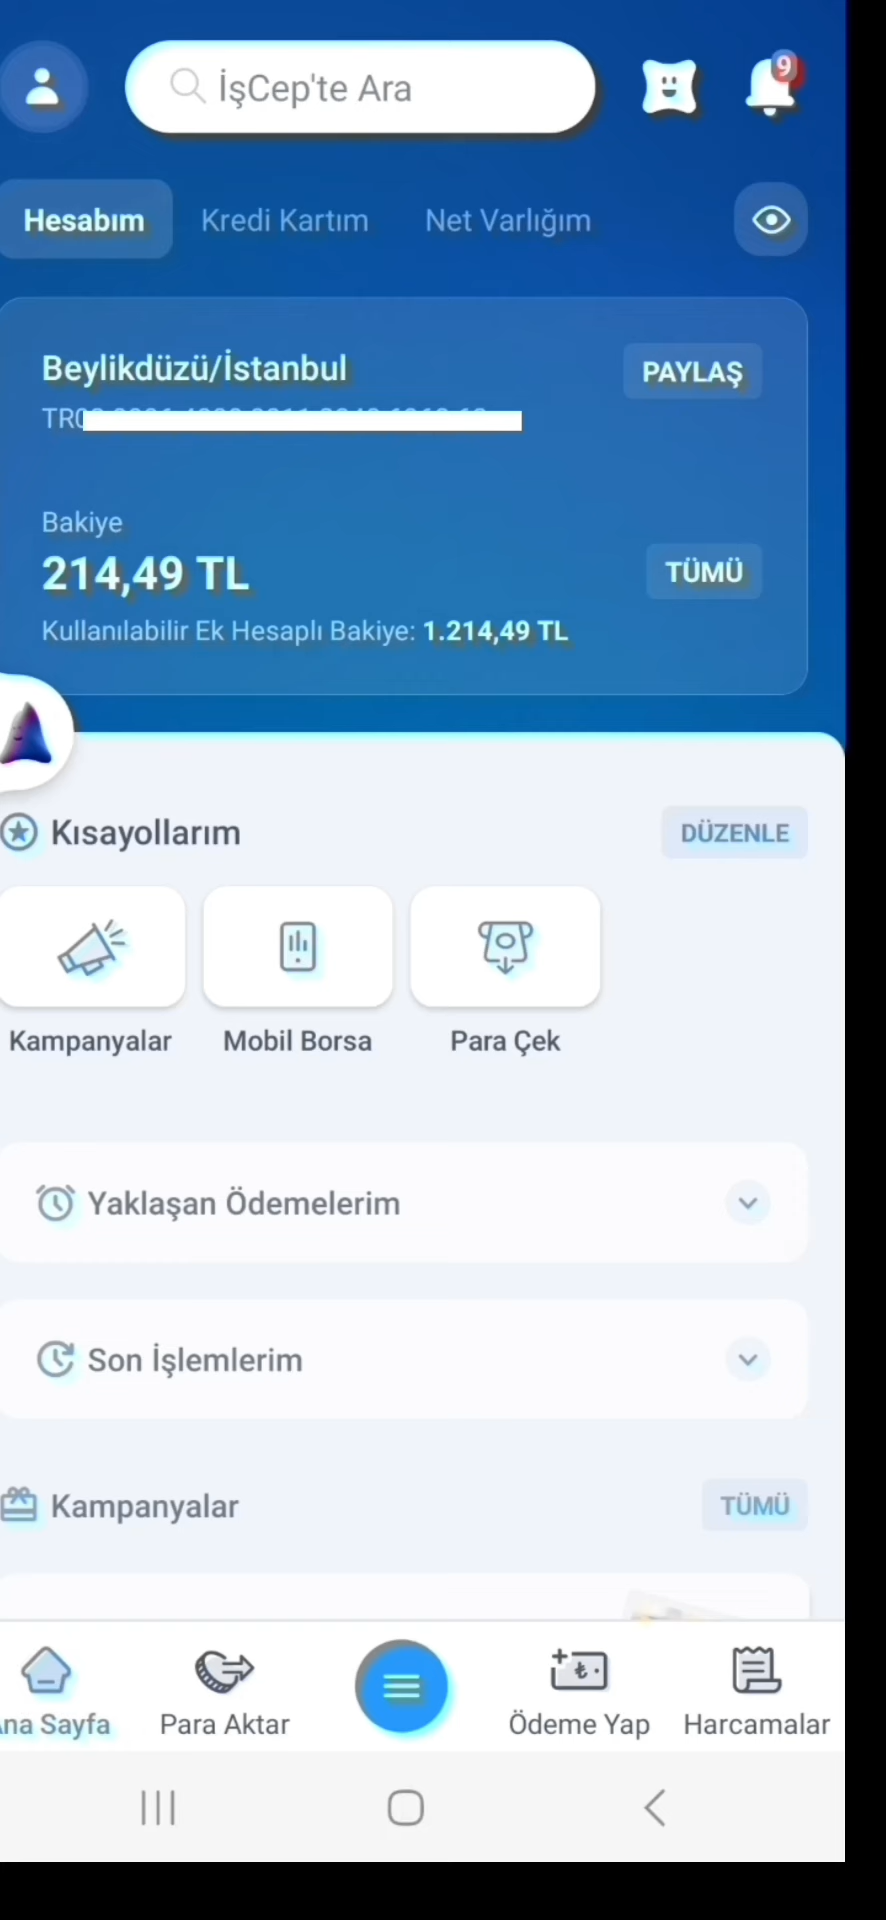 İşCep'te Ara
9
Hesabım Kredi Kartım Net Varlığım
Beylikdüzü/İstanbul PAYLAŞ
Bakiye
214,49 TL TÜMÜ
Kullanılabilir Ek Hesaplı Bakiye: 1.214,49 TL
Kısayollarım DÜZENLE
Kampanyalar Mobil Borsa Para Çek
Yaklaşan Ödemelerim
Son İşlemlerim
Kampanyalar TÜMÜ
na Sayfa Para Aktar Ödeme Yap Harcamalar